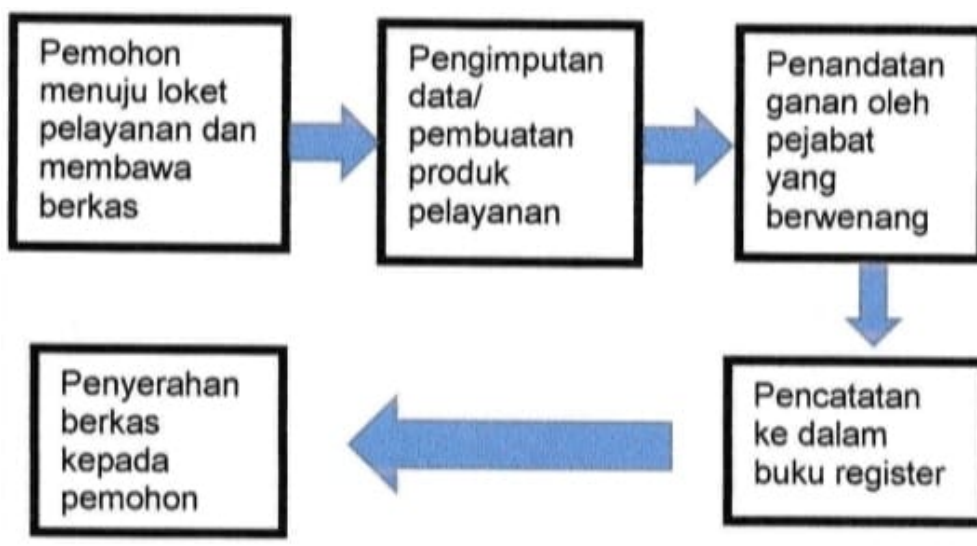 Pemohon
menuju loket
pelayanan dan
membawa
berkas
Pengimputan
data/
pembuatan
produk
pelayanan
Penandatan
ganan oleh
pejabat
yang
berwenang
Pencatatan
ke dalam
buku register
Penyerahan
berkas
kepada
pemohon